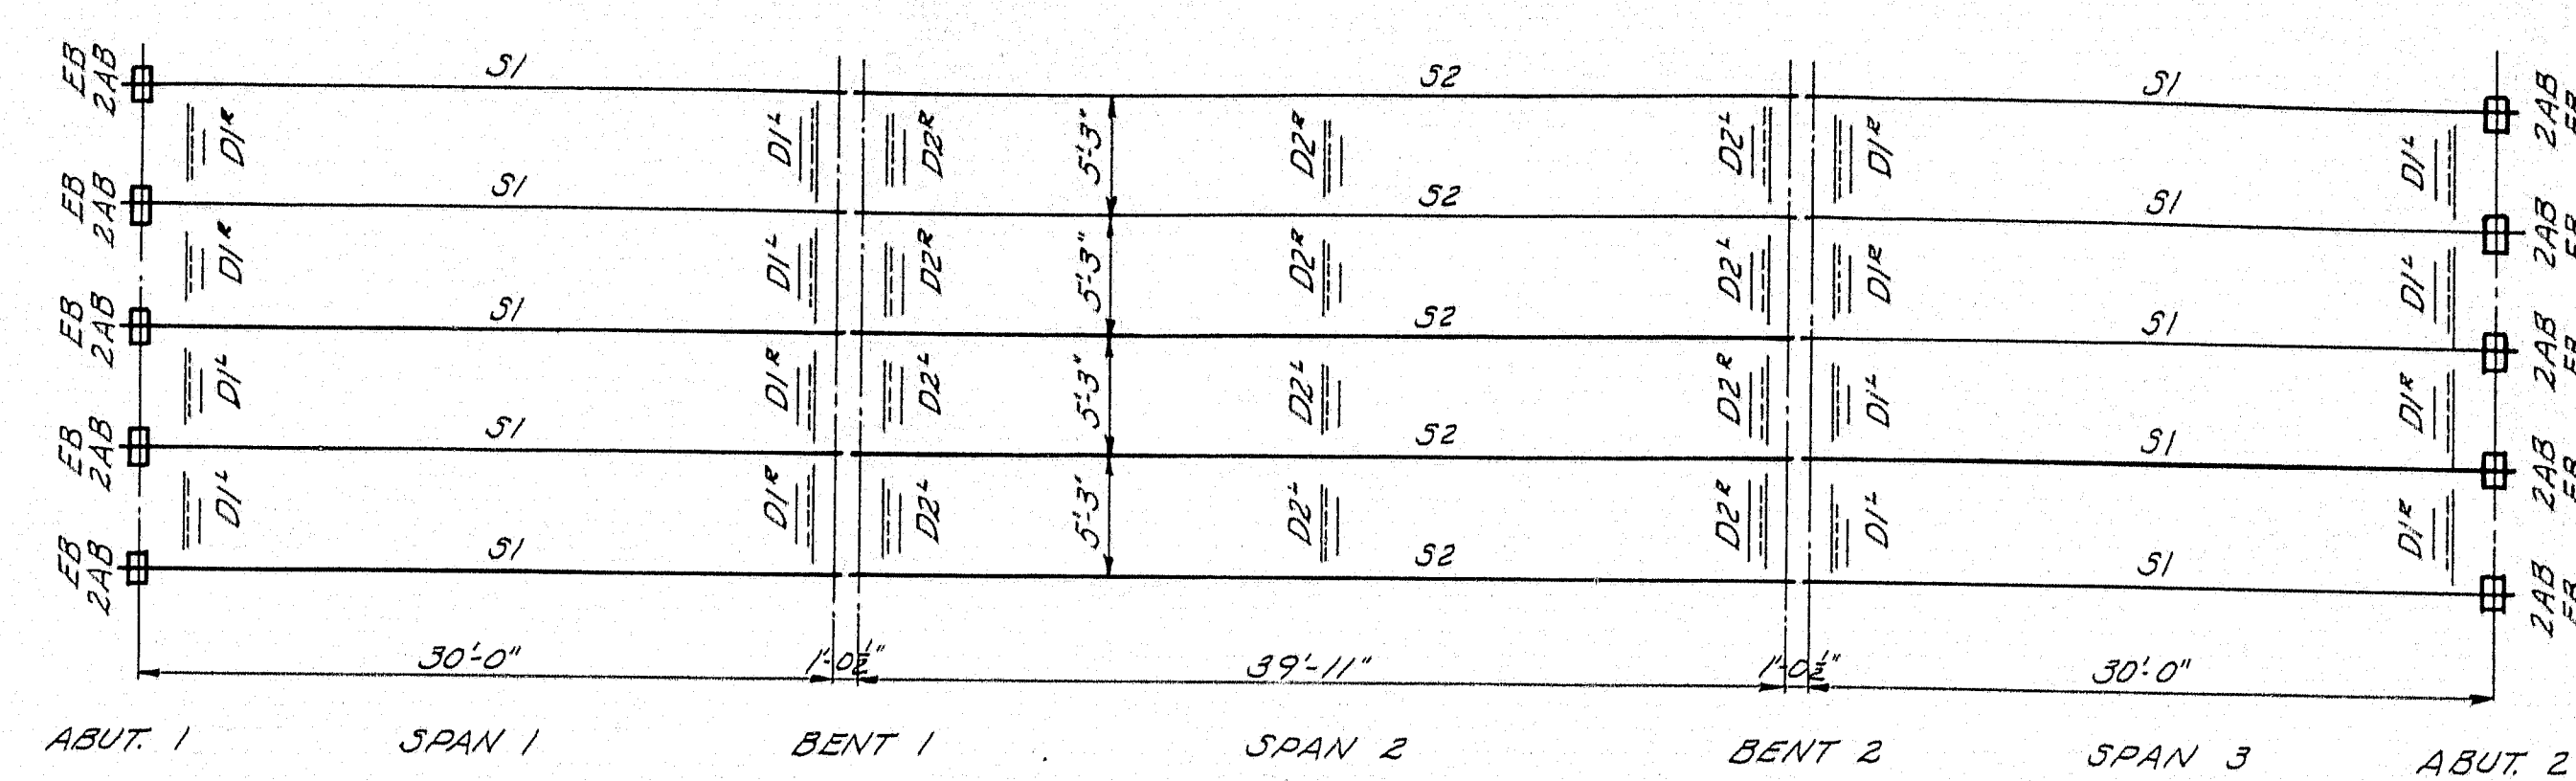 EB 2AB S1 S2 S1 2AB EB
D1R D1L D2R 5'-3" D2R D2L D1R D1L
EB 2AB S1 S2 S1 2AB EB
D1R D1L D2R 5'-3" D2R D2L D1R D1L
EB 2AB S1 S2 S1 2AB EB
D1L D1R D2L 5'-3" D2L D2R D1L D1R
EB 2AB S1 S2 S1 2AB EB
D1L D1R D2L 5'-3' D2L D2R D1L D1R
EB 2AB S1 S2 S1 2AB EB
30'-0" 1'-0½" 39'-11" 1'-0½" 30'-0"
ABUT. 1 SPAN 1 BENT 1 SPAN 2 BENT 2 SPAN 3 ABUT. 2